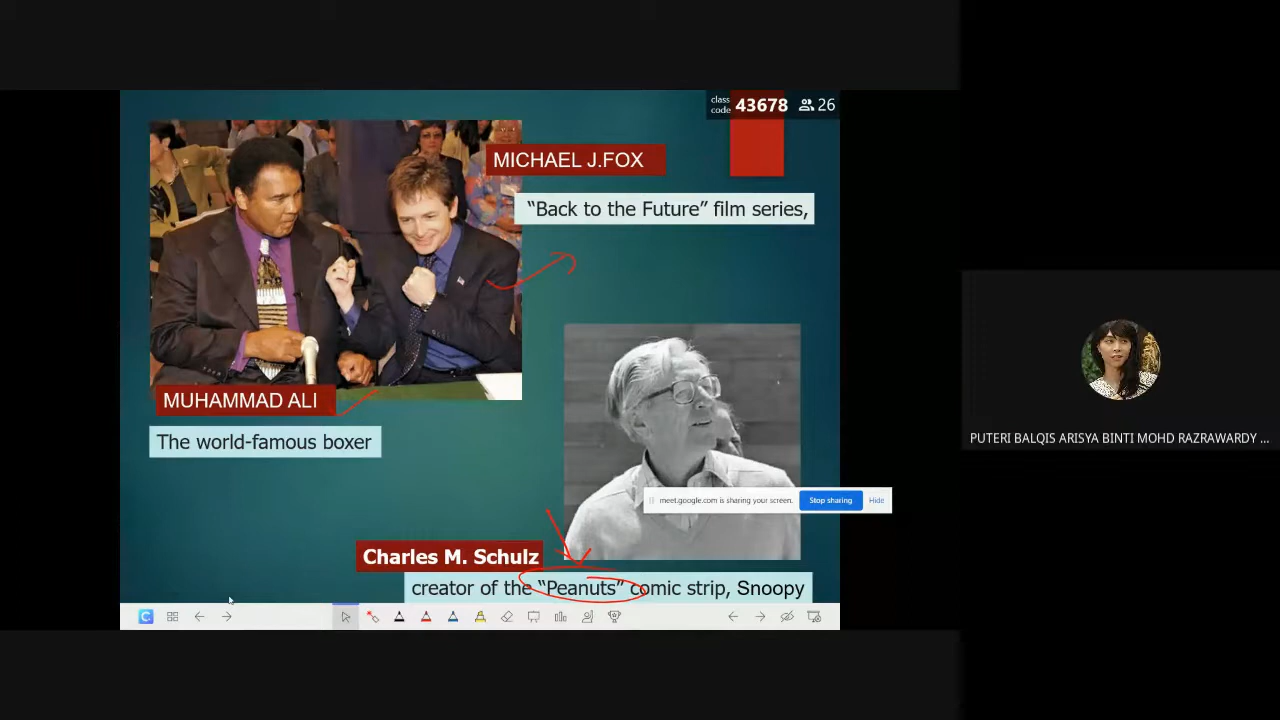 class
code 43678 26
MICHAEL J.FOX
“Back to the Future” film series,
MUHAMMAD ALI
The world-famous boxer
PUTERI BALQIS ARISYA BINTI MOHD RAZRAWARDY ...
meet.google.com is sharing your screen. Stop sharing Hide
Charles M. Schulz
creator of the “Peanuts” comic strip, Snoopy